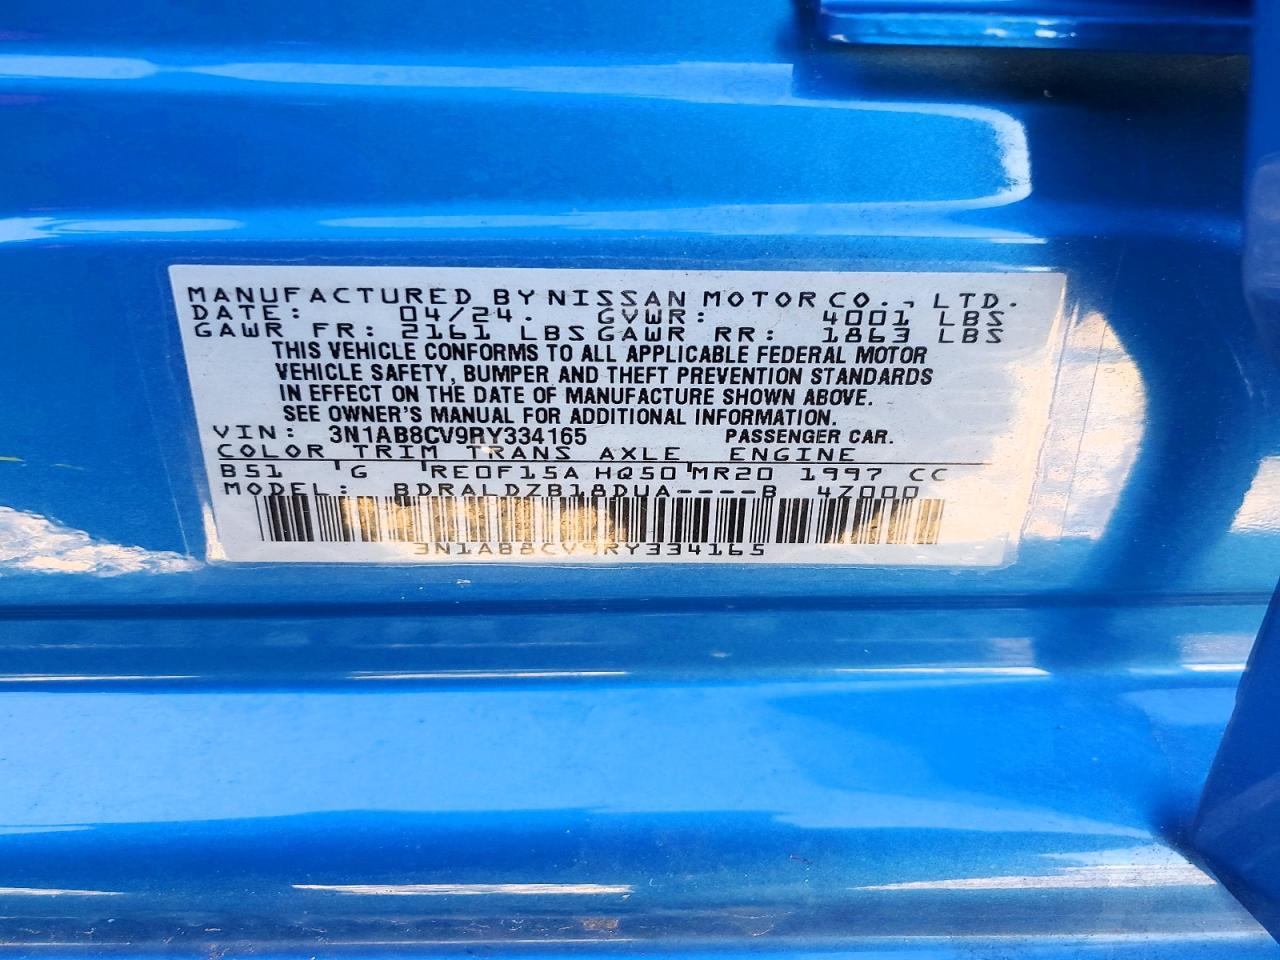 MANUFACTURED BY NISSAN MOTOR CO., LTD.
DATE: 04/24. GVWR: 4001 LBS
GAWR FR: 2161 LBS GAWR RR: 1863 LBS
THIS VEHICLE CONFORMS TO ALL APPLICABLE FEDERAL MOTOR
VEHICLE SAFETY, BUMPER AND THEFT PREVENTION STANDARDS
IN EFFECT ON THE DATE OF MANUFACTURE SHOWN ABOVE.
SEE OWNER'S MANUAL FOR ADDITIONAL INFORMATION.
VIN: 3N1AB8CV9RY334165 PASSENGER CAR.
COLOR TRIM TRANS AXLE ENGINE
B51 G RE0F15A HQ50 MR20 1997 CC
MODEL: BDRALDZB18DUA----B 4Z000
3N1AB8CV9RY334165